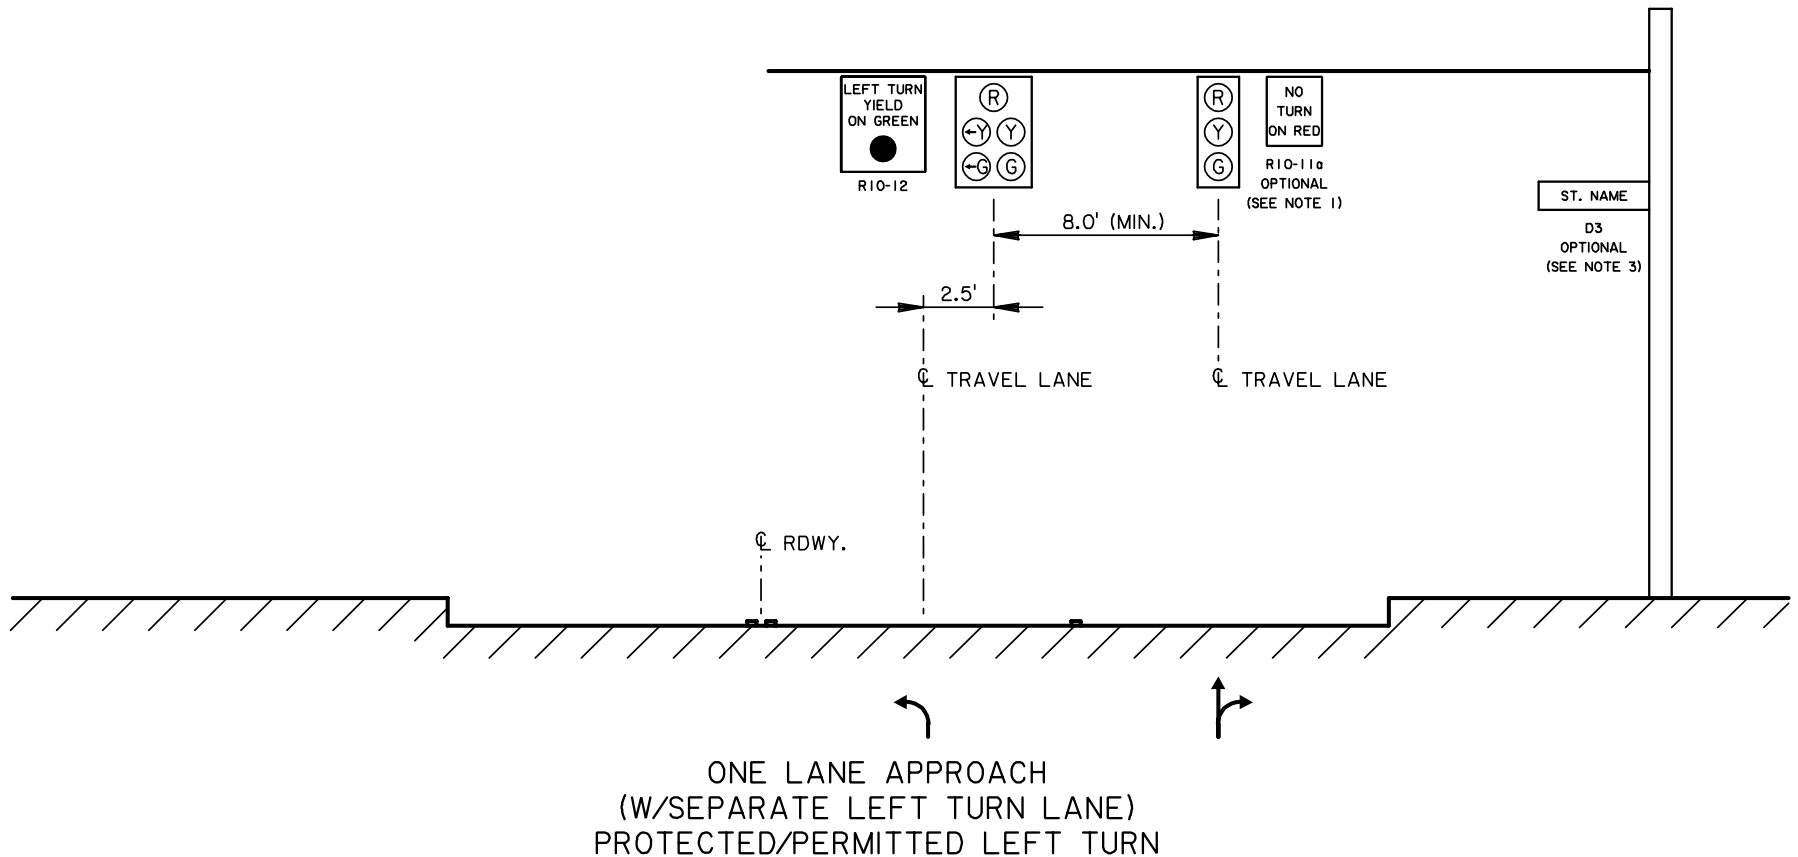 LEFT TURN
YIELD
ON GREEN
R10-12
R
←Y Y
←G G
R
Y
G
NO
TURN
ON RED
R10-11a
OPTIONAL
(SEE NOTE 1)
ST. NAME
D3
OPTIONAL
(SEE NOTE 3)
8.0' (MIN.)
2.5'
℄ TRAVEL LANE
℄ TRAVEL LANE
℄ RDWY.
ONE LANE APPROACH
(W/SEPARATE LEFT TURN LANE)
PROTECTED/PERMITTED LEFT TURN